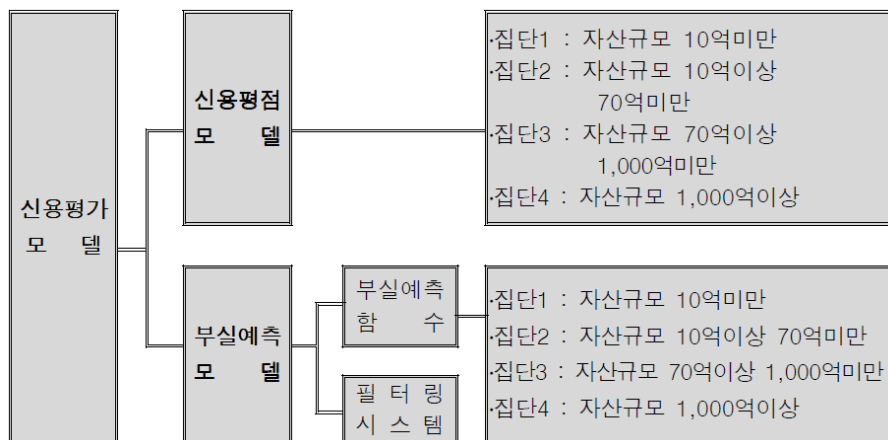 신용평가
모 델
신용평점
모 델
·집단1 : 자산규모 10억미만
·집단2 : 자산규모 10억이상
70억미만
·집단3 : 자산규모 70억이상
1,000억미만
·집단4 : 자산규모 1,000억이상
부실예측
모 델
부실예측
함 수
필 터 링
시 스 템
·집단1 : 자산규모 10억미만
·집단2 : 자산규모 10억이상 70억미만
·집단3 : 자산규모 70억이상 1,000억미만
·집단4 : 자산규모 1,000억이상